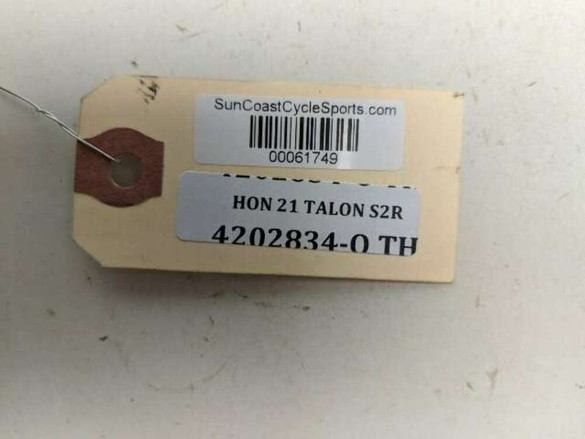 SunCoastCycleSports.com
00061749
HON 21 TALON S2R
4202834-O TH